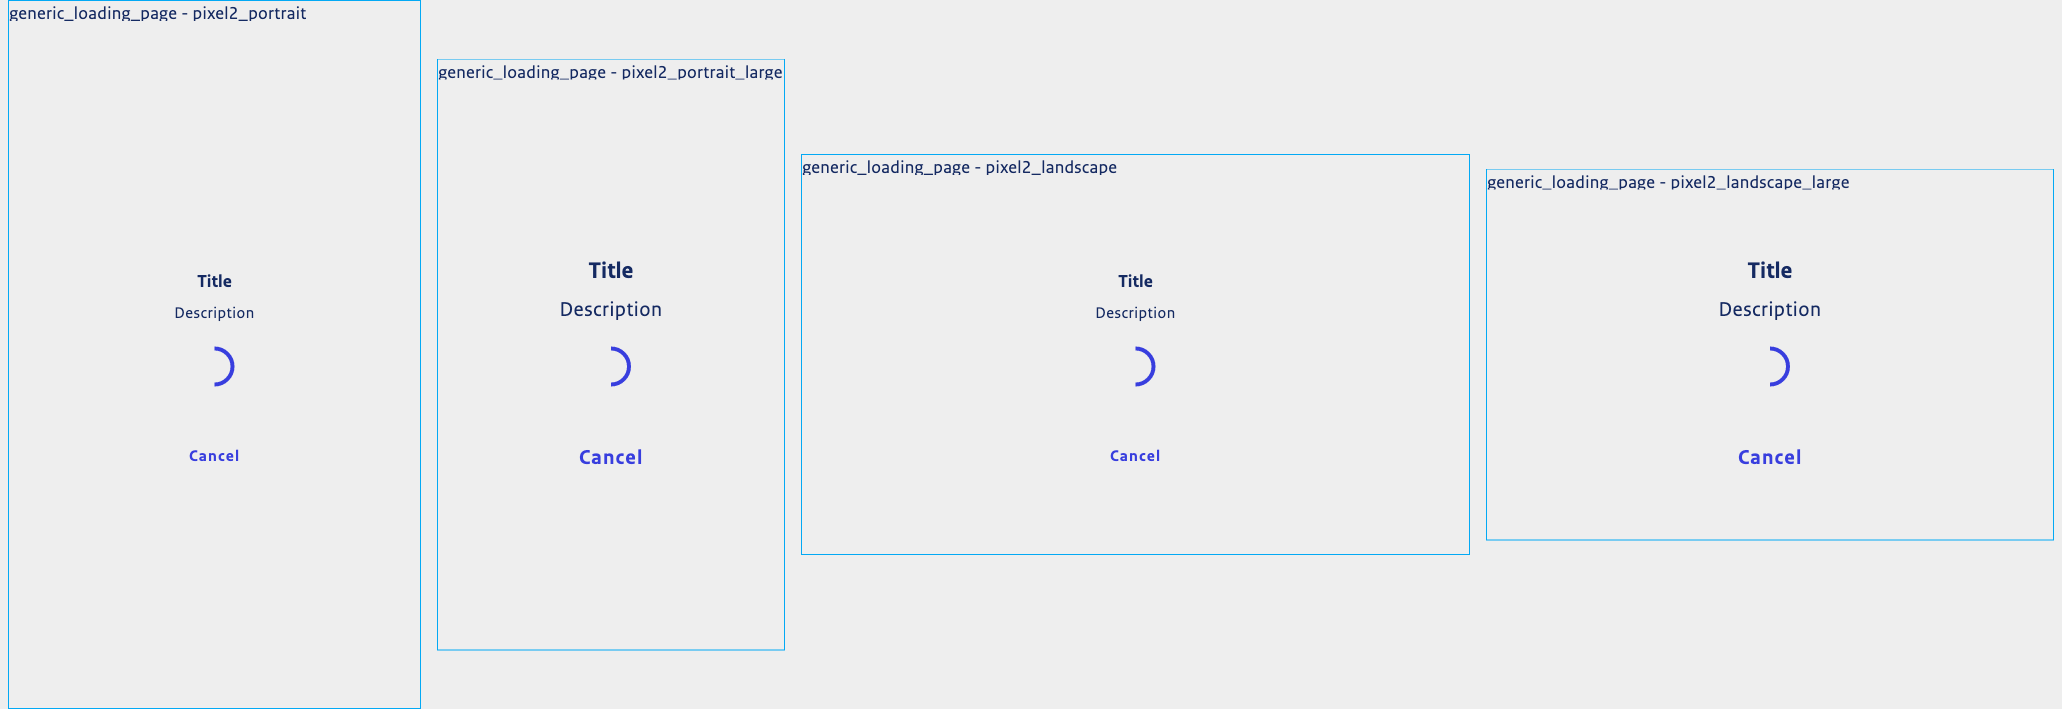 generic_loading_page - pixel2_portrait
Title
Description
Cancel
generic_loading_page - pixel2_portrait_large
Title
Description
Cancel
generic_loading_page - pixel2_landscape
Title
Description
Cancel
generic_loading_page - pixel2_landscape_large
Title
Description
Cancel